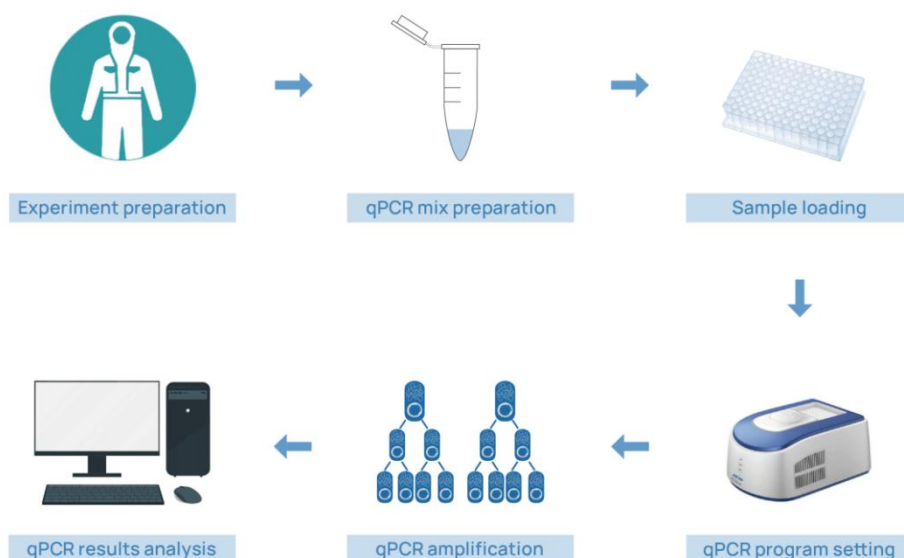 Experiment preparation
qPCR mix preparation
Sample loading
qPCR results analysis
qPCR amplification
qPCR program setting